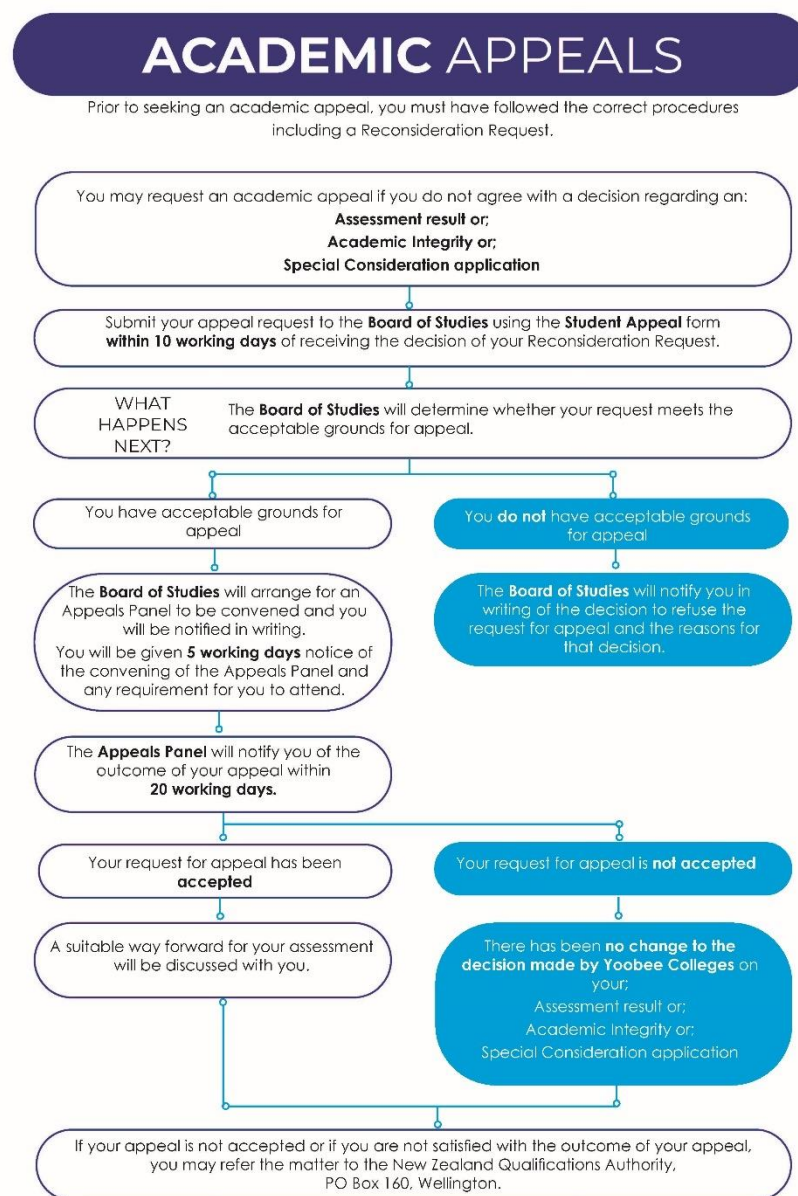 ACADEMIC APPEALS
Prior to seeking an academic appeal, you must have followed the correct procedures
including a Reconsideration Request.
You may request an academic appeal if you do not agree with a decision regarding an:
Assessment result or;
Academic Integrity or;
Special Consideration application
Submit your appeal request to the Board of Studies using the Student Appeal form
within 10 working days of receiving the decision of your Reconsideration Request.
WHAT
HAPPENS
NEXT?
The Board of Studies will determine whether your request meets the
acceptable grounds for appeal.
You have acceptable grounds for
appeal
You do not have acceptable grounds
for appeal
The Board of Studies will arrange for an
Appeals Panel to be convened and you
will be notified in writing.
You will be given 5 working days notice of
the convening of the Appeals Panel and
any requirement for you to attend.
The Board of Studies will notify you in
writing of the decision to refuse the
request for appeal and the reasons for
that decision.
The Appeals Panel will notify you of the
outcome of your appeal within
20 working days.
Your request for appeal has been
accepted
Your request for appeal is not accepted
A suitable way forward for your assessment
will be discussed with you.
There has been no change to the
decision made by Yoobee Colleges on
your;
Assessment result or;
Academic Integrity or;
Special Consideration application
If your appeal is not accepted or if you are not satisfied with the outcome of your appeal,
you may refer the matter to the New Zealand Qualifications Authority,
PO Box 160, Wellington.